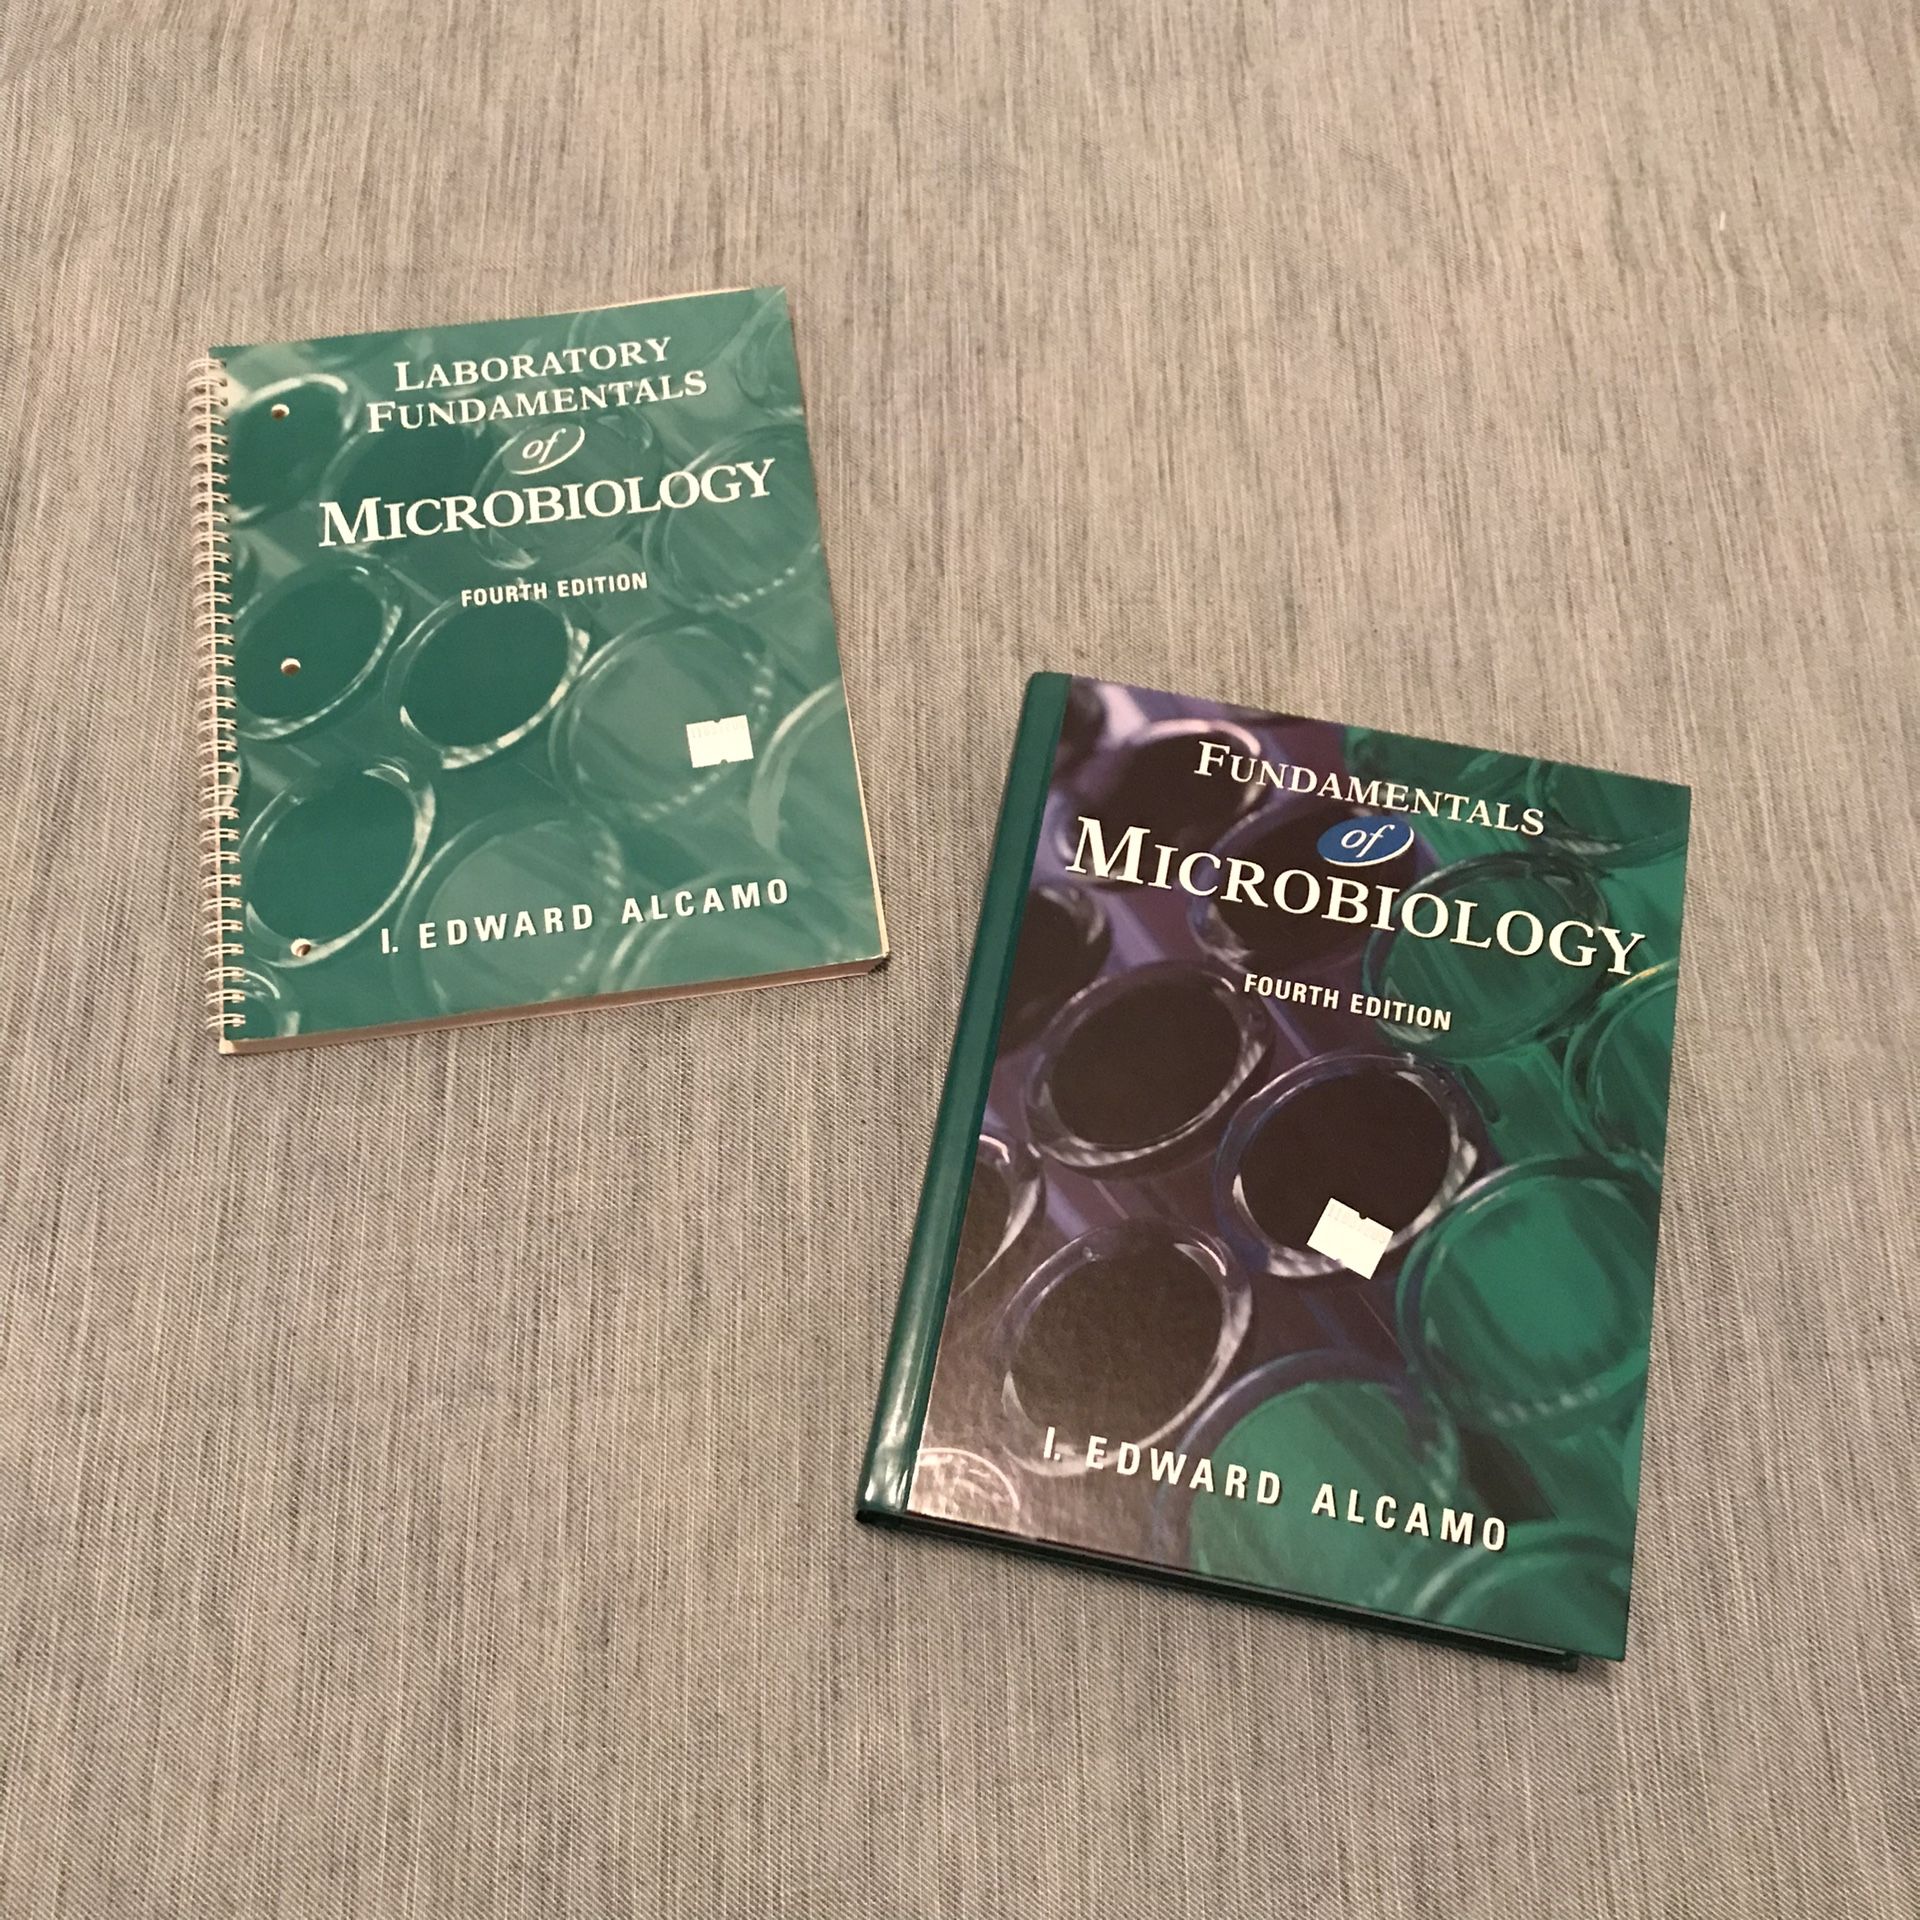 LABORATORY
FUNDAMENTALS
of
MICROBIOLOGY
FOURTH EDITION
I. EDWARD ALCAMO
FUNDAMENTALS
of
MICROBIOLOGY
FOURTH EDITION
I. EDWARD ALCAMO